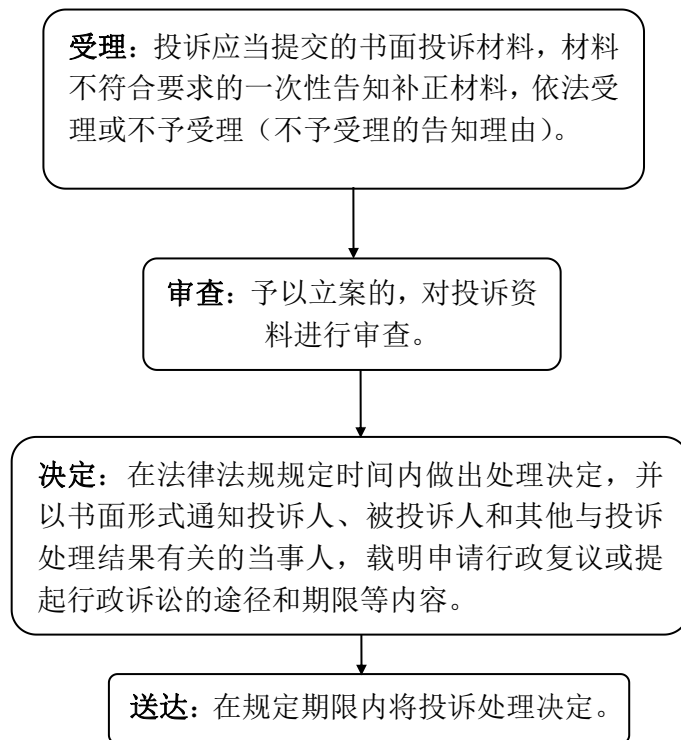 受理：投诉应当提交的书面投诉材料，材料
不符合要求的一次性告知补正材料，依法受
理或不予受理（不予受理的告知理由）。
审查：予以立案的，对投诉资
料进行审查。
决定：在法律法规规定时间内做出处理决定，并
以书面形式通知投诉人、被投诉人和其他与投诉
处理结果有关的当事人，载明申请行政复议或提
起行政诉讼的途径和期限等内容。
送达：在规定期限内将投诉处理决定。